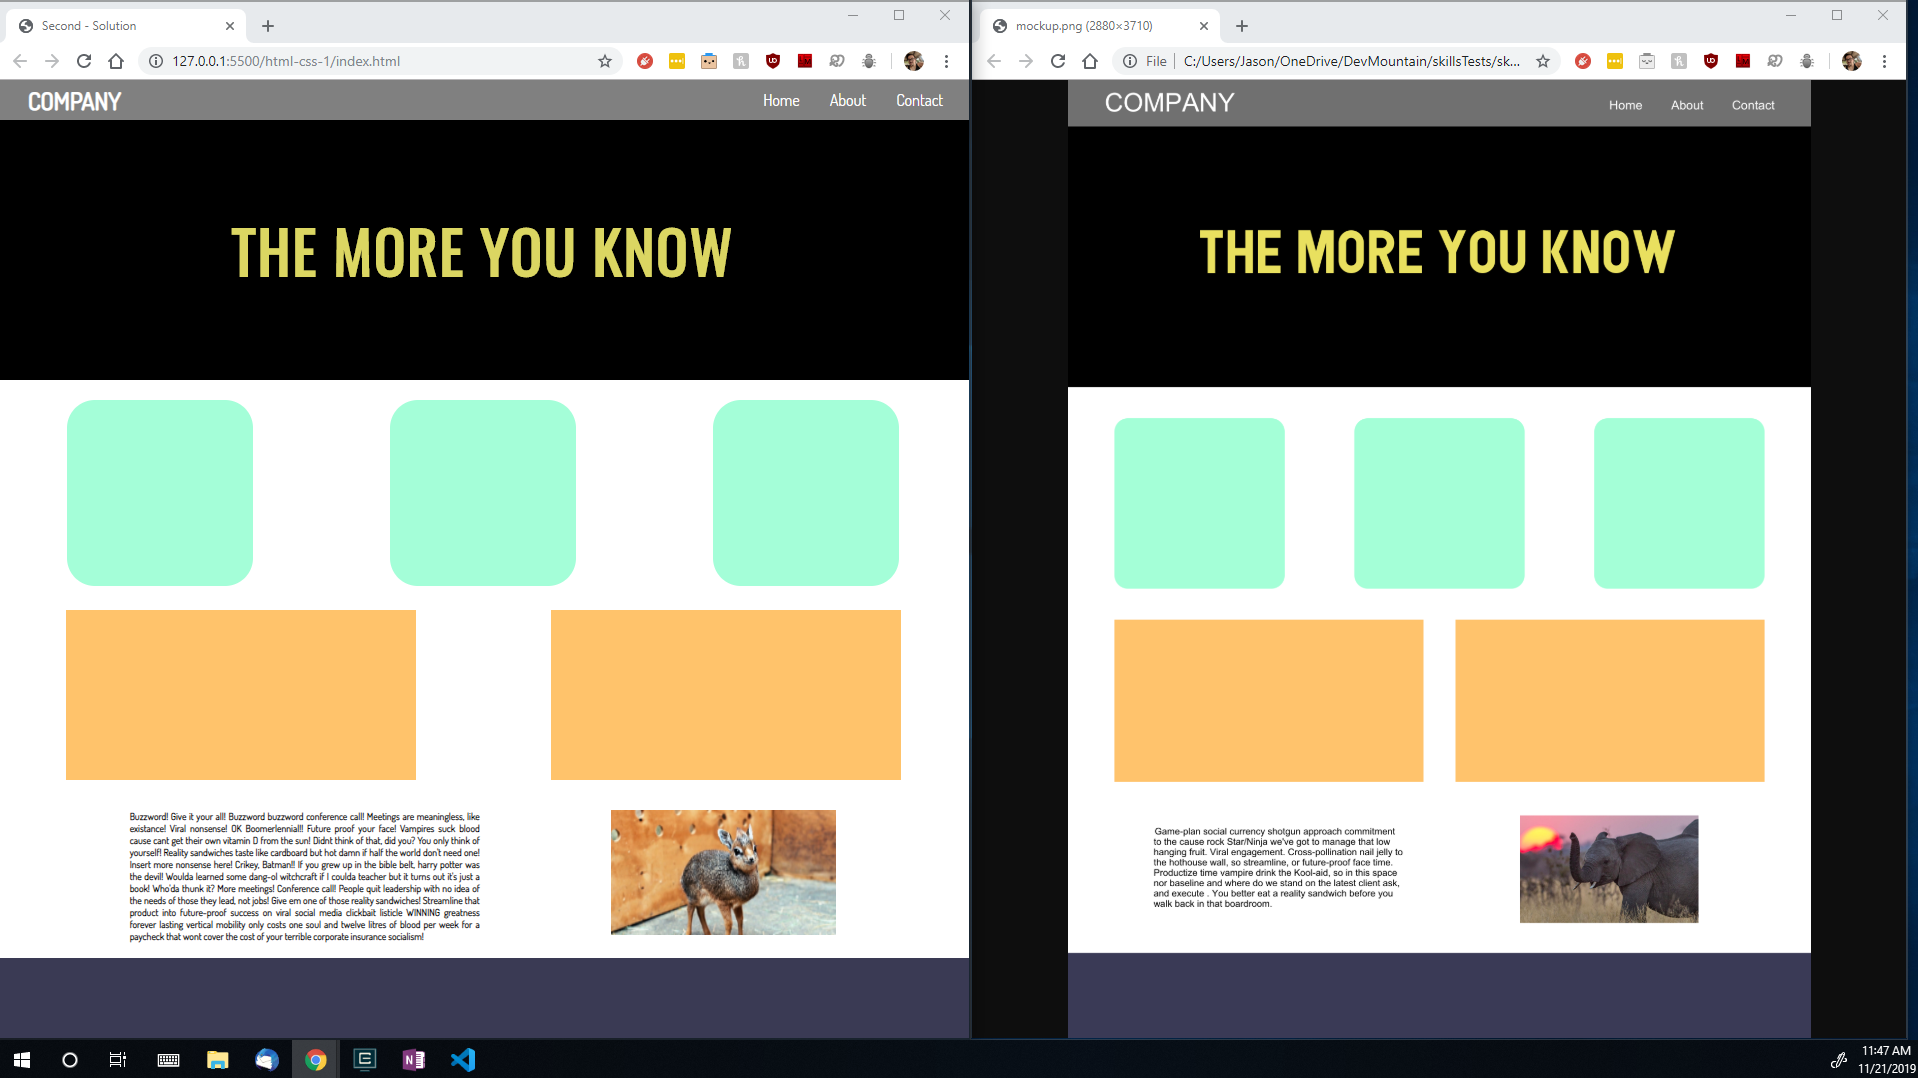 Second - Solution
127.0.0.1:5500/html-css-1/index.html
COMPANY
Home About Contact
THE MORE YOU KNOW
Buzzword! Give it your all! Buzzword buzzword conference call! Meetings are meaningless, like
existance! Viral nonsense! OK Boomerlennial!! Future proof your face! Vampires suck blood
cause cant get their own vitamin D from the sun! Didnt think of that, did you? You only think of
yourself! Reality sandwiches taste like cardboard but hot damn if half the world don't need one!
Insert more nonsense here! Crikey, Batman!! If you grew up in the bible belt, harry potter was
the devil! Woulda learned some dang-ol witchcraft if I coulda teacher but it turns out it's just a
book! Who'da thunk it? More meetings! Conference call! People quit leadership with no idea of
the needs of those they lead, not jobs! Give em one of those reality sandwiches! Streamline that
product into future-proof success on viral social media clickbait listicle WINNING greatness
forever lasting vertical mobility only costs one soul and twelve litres of blood per week for a
paycheck that wont cover the cost of your terrible corporate insurance socialism!
mockup.png (2880×3710)
File C:/Users/Jason/OneDrive/DevMountain/skillsTests/sk...
COMPANY
Home About Contact
THE MORE YOU KNOW
Game-plan social currency shotgun approach commitment
to the cause rock Star/Ninja we've got to manage that low
hanging fruit. Viral engagement. Cross-pollination nail jelly to
the hothouse wall, so streamline, or future-proof face time.
Productize time vampire drink the Kool-aid, so in this space
nor baseline and where do we stand on the latest client ask,
and execute . You better eat a reality sandwich before you
walk back in that boardroom.
11:47 AM
11/21/2019